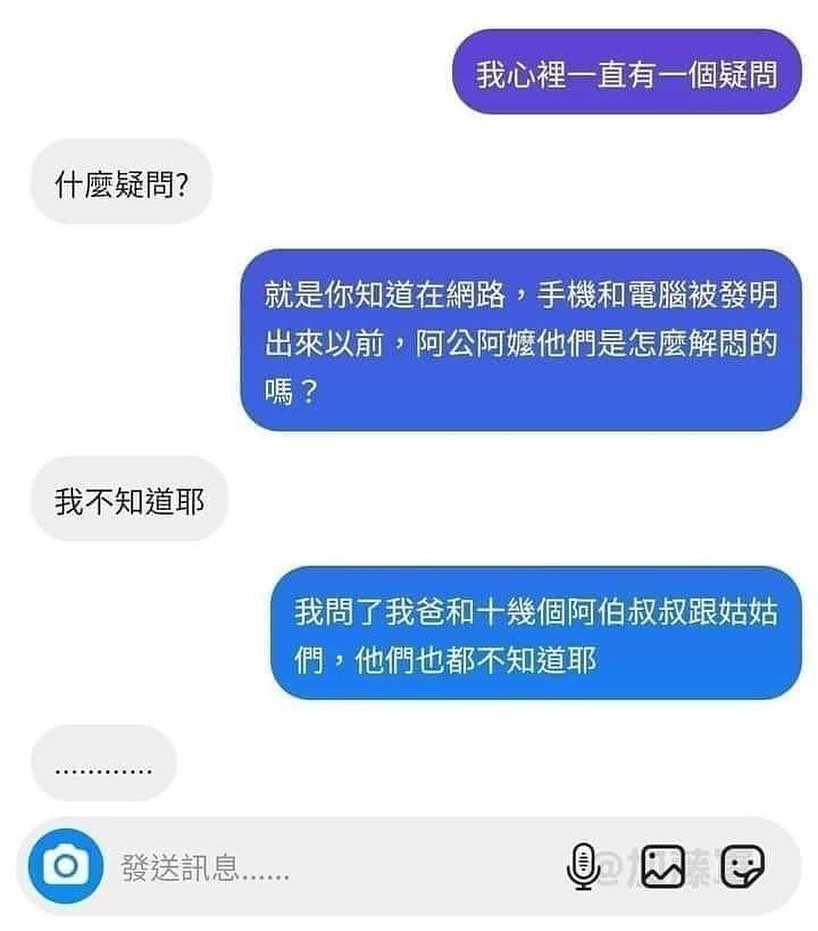 我心裡一直有一個疑問
什麼疑問?
就是你知道在網路，手機和電腦被發明
出來以前，阿公阿嬤他們是怎麼解悶的
嗎？
我不知道耶
我問了我爸和十幾個阿伯叔叔跟姑姑
們，他們也都不知道耶
............
發送訊息......